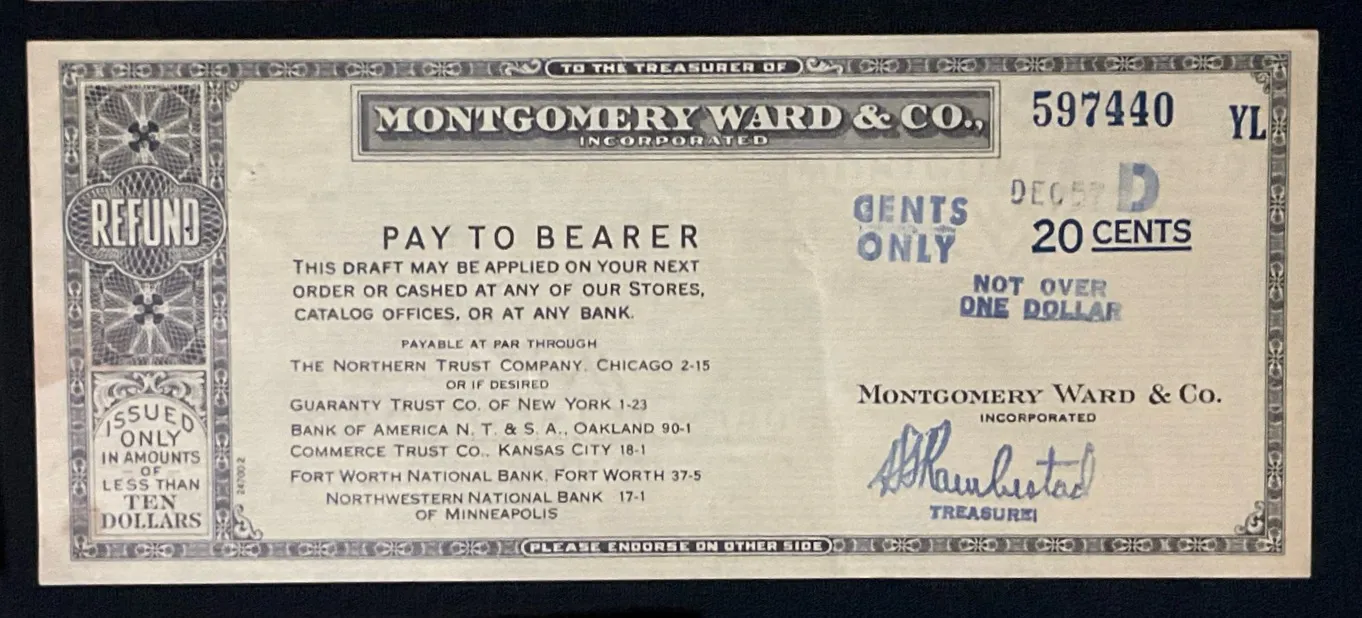 TO THE TREASURER OF
MONTGOMERY WARD & CO.,
INCORPORATED
597440 YL
REFUND
DEC 57 D
CENTS
ONLY
20 CENTS
NOT OVER
ONE DOLLAR
PAY TO BEARER
THIS DRAFT MAY BE APPLIED ON YOUR NEXT
ORDER OR CASHED AT ANY OF OUR STORES,
CATALOG OFFICES, OR AT ANY BANK.
PAYABLE AT PAR THROUGH
THE NORTHERN TRUST COMPANY, CHICAGO 2-15
OR IF DESIRED
GUARANTY TRUST CO. OF NEW YORK 1-23
BANK OF AMERICA N. T. & S. A., OAKLAND 90-1
COMMERCE TRUST CO., KANSAS CITY 18-1
FORT WORTH NATIONAL BANK, FORT WORTH 37-5
NORTHWESTERN NATIONAL BANK 17-1
OF MINNEAPOLIS
ISSUED
ONLY
IN AMOUNTS
OF
LESS THAN
TEN
DOLLARS
24700 2
MONTGOMERY WARD & CO.
INCORPORATED
TREASURER
PLEASE ENDORSE ON OTHER SIDE